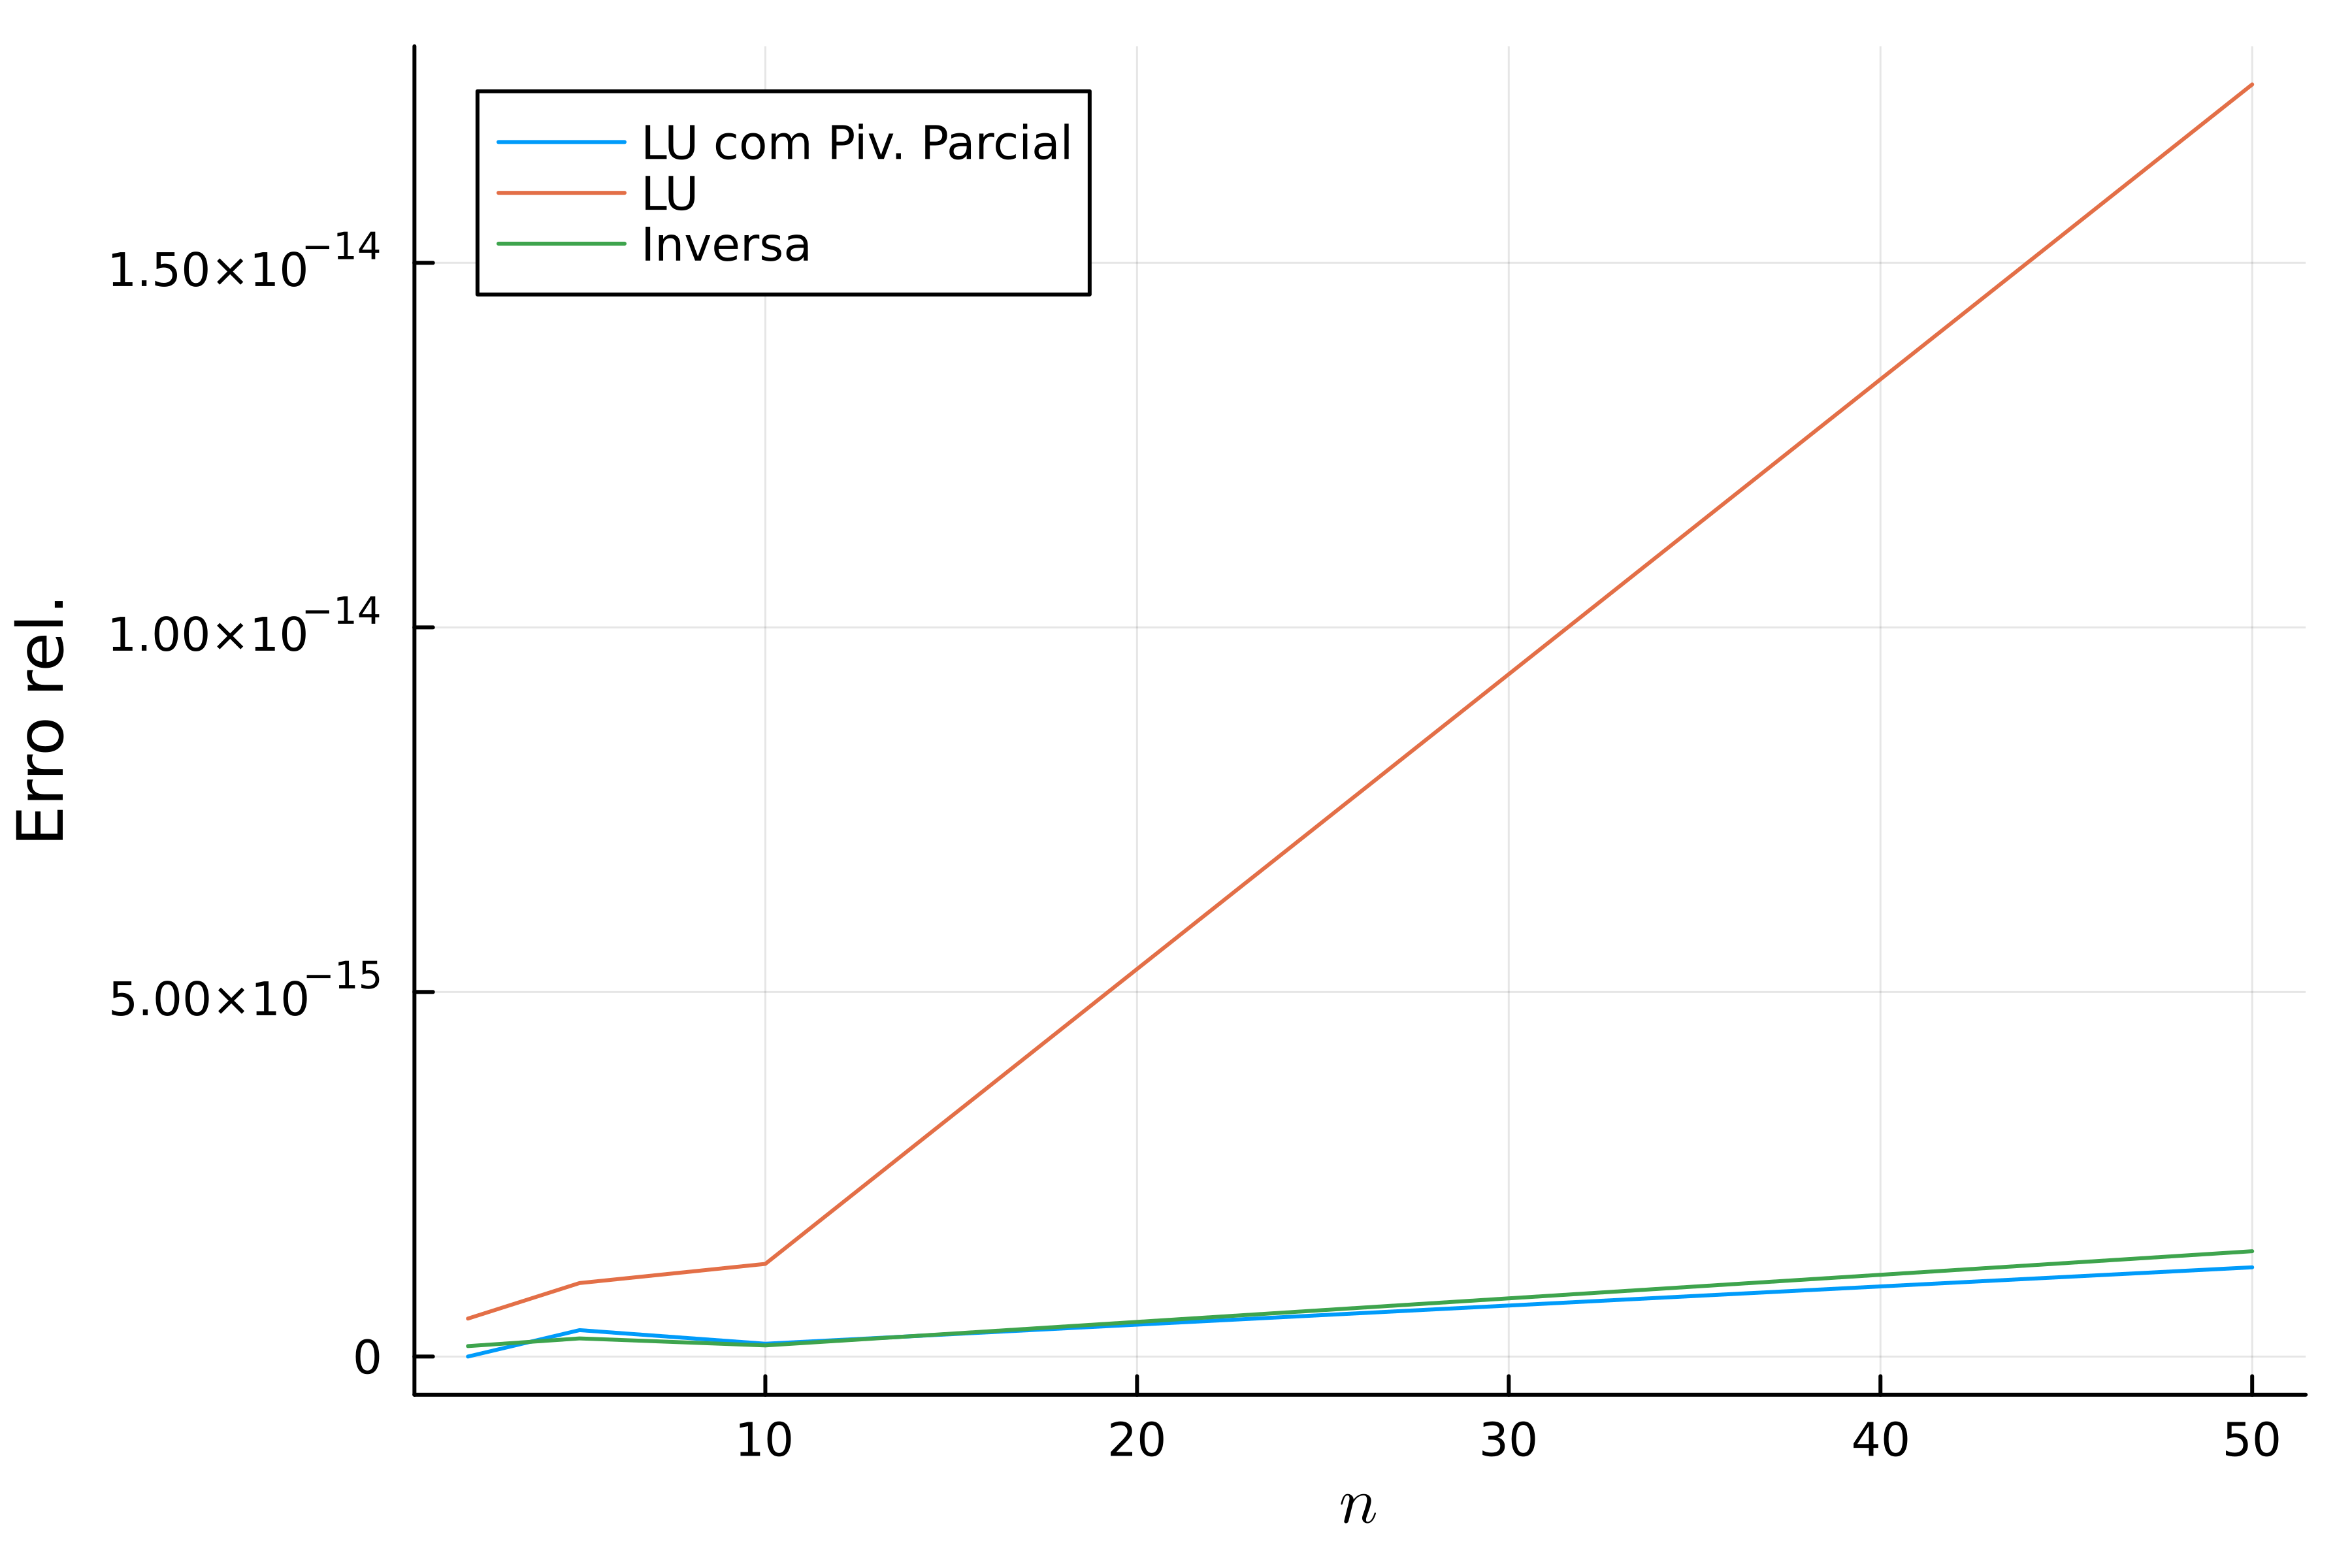 LU com Piv. Parcial
LU
Inversa
1.50×10⁻¹⁴
1.00×10⁻¹⁴
5.00×10⁻¹⁵
0
Erro rel.
10 20 30 40 50
n